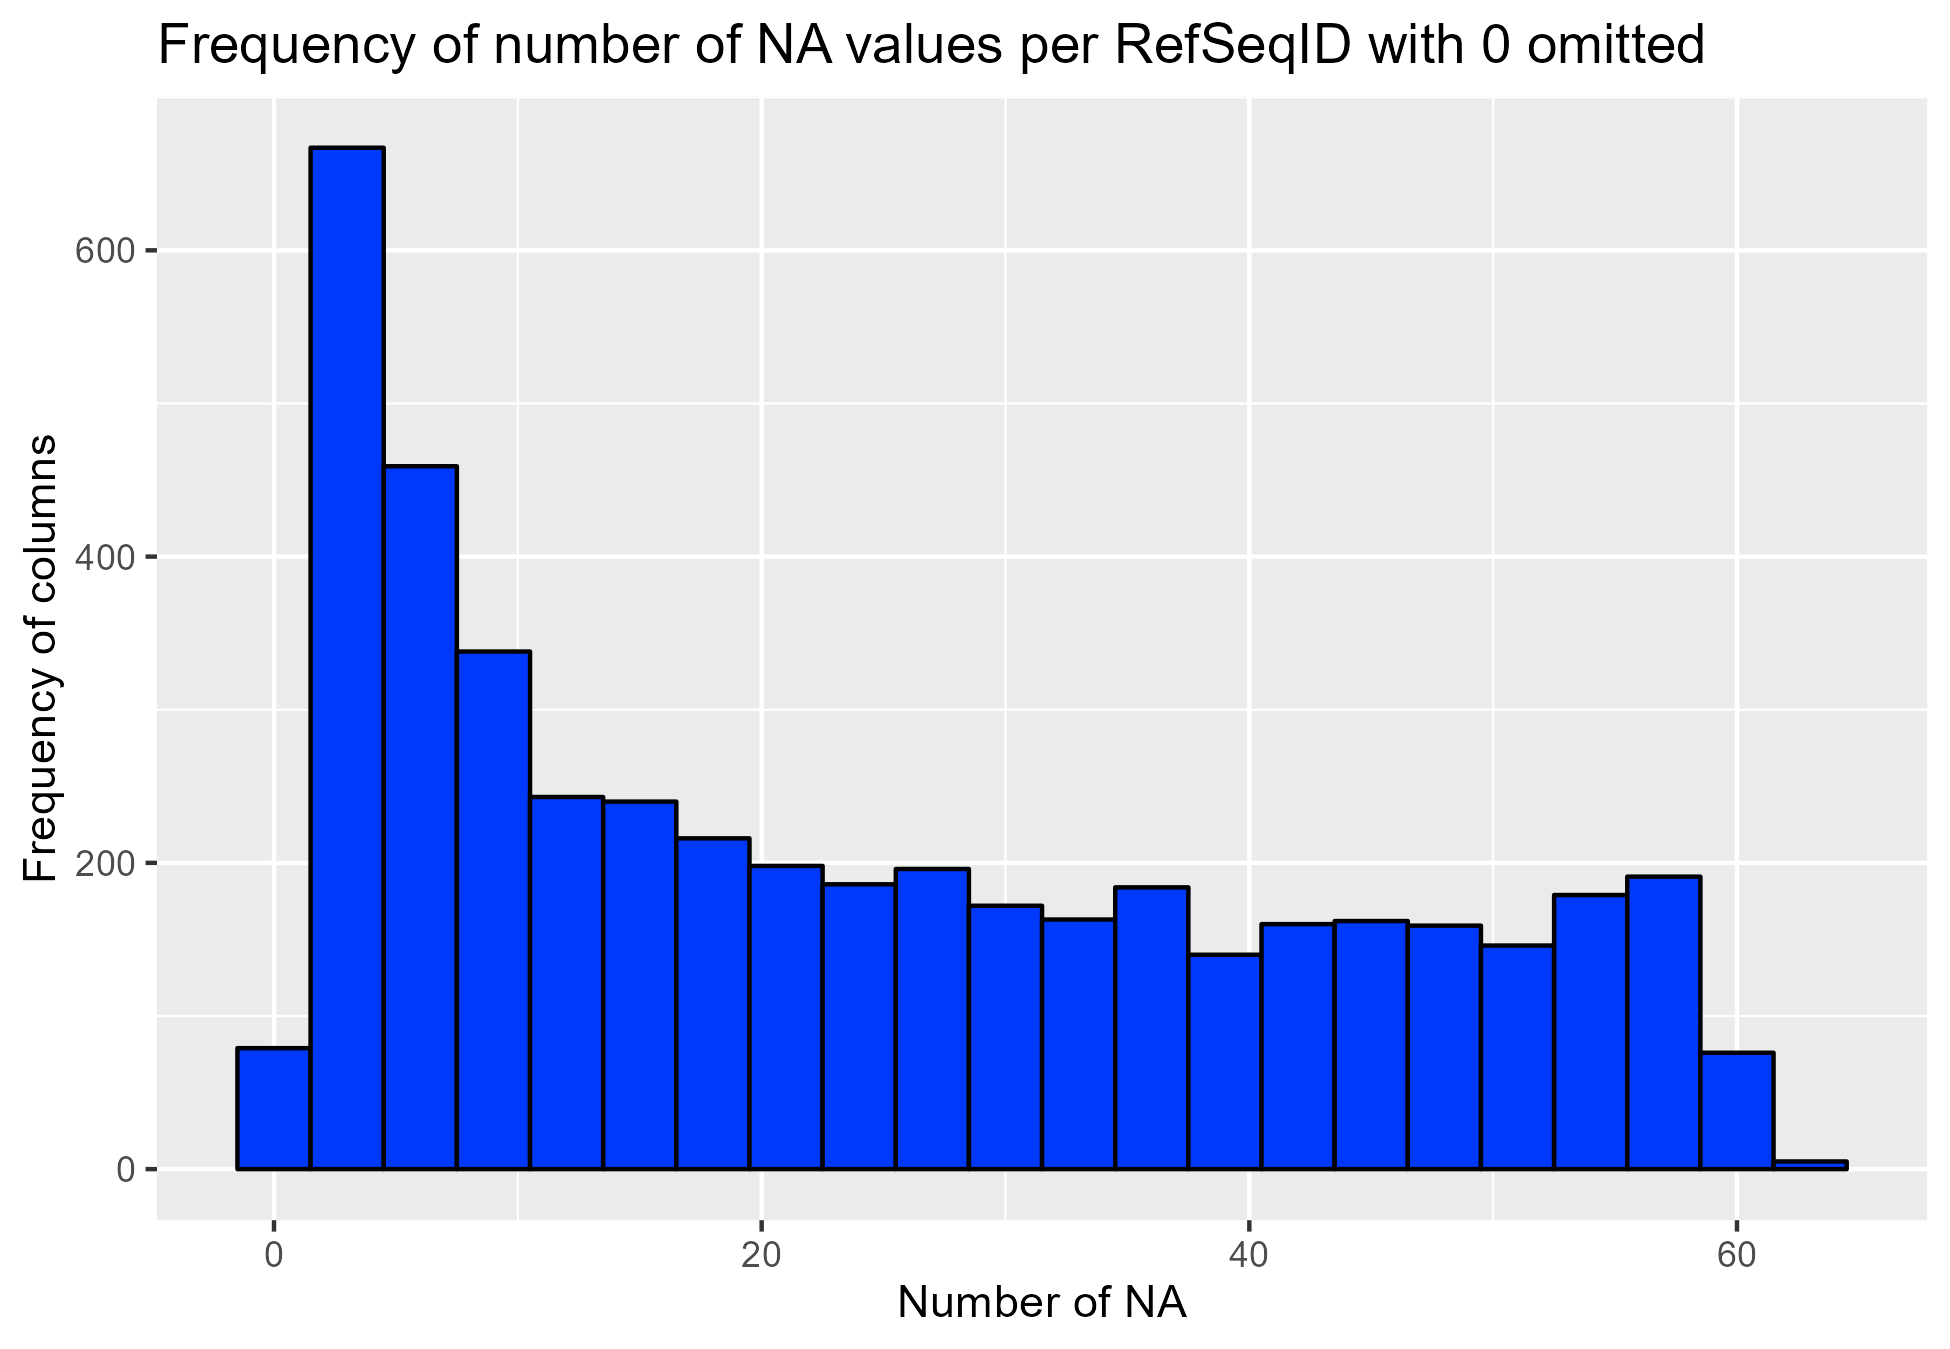 Frequency of number of NA values per RefSeqID with 0 omitted
Frequency of columns
600
400
200
0
0 20 40 60
Number of NA